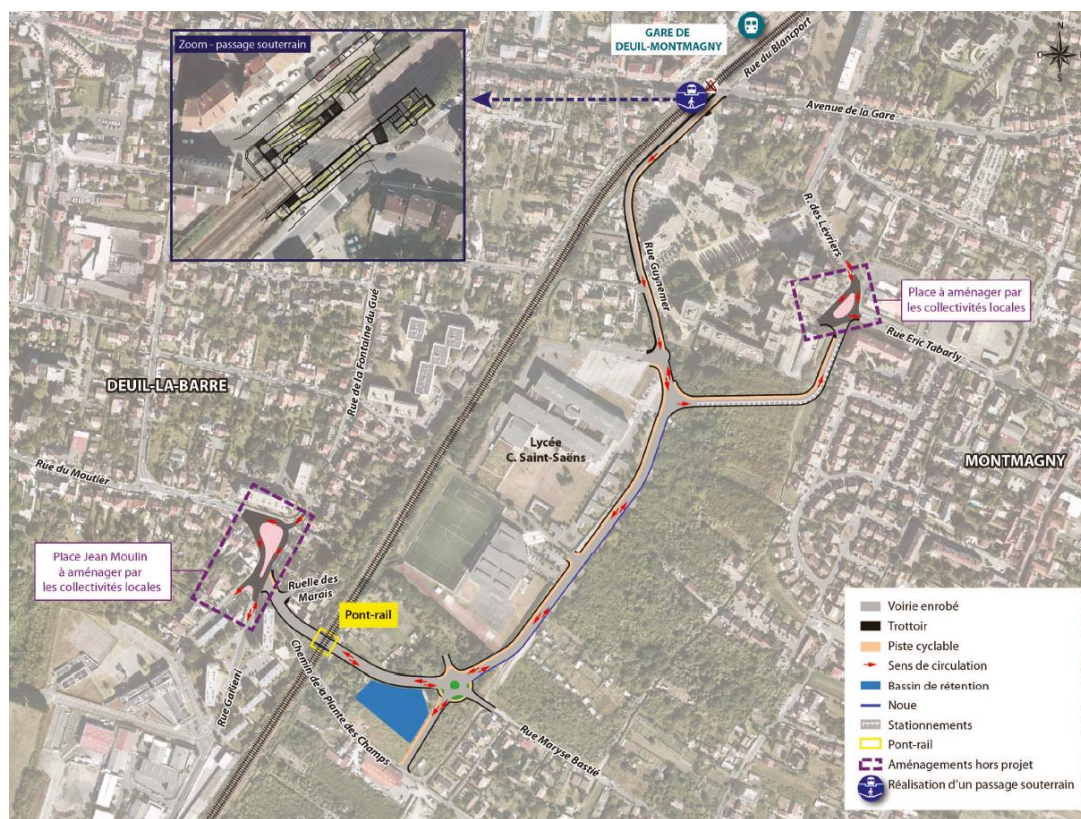 Zoom - passage souterrain
GARE DE
DEUIL-MONTMAGNY
Rue du Blancport
N
O
E
S
Avenue de la Gare
R. des Lévriers
Rue Guynemer
Place à aménager par
les collectivités locales
Rue Eric Tabarly
Rue de la Fontaine du Gué
DEUIL-LA-BARRE
Lycée
C. Saint-Saëns
MONTMAGNY
Rue du Moutier
Place Jean Moulin
à aménager par
les collectivités locales
Ruelle des
Marais
Pont-rail
Rue Galliéni
Chemin de la Plante des Champs
Rue Maryse Bastié
Voirie enrobé
Trottoir
Piste cyclable
Sens de circulation
Bassin de rétention
Noue
Stationnements
Pont-rail
Aménagements hors projet
Réalisation d'un passage souterrain